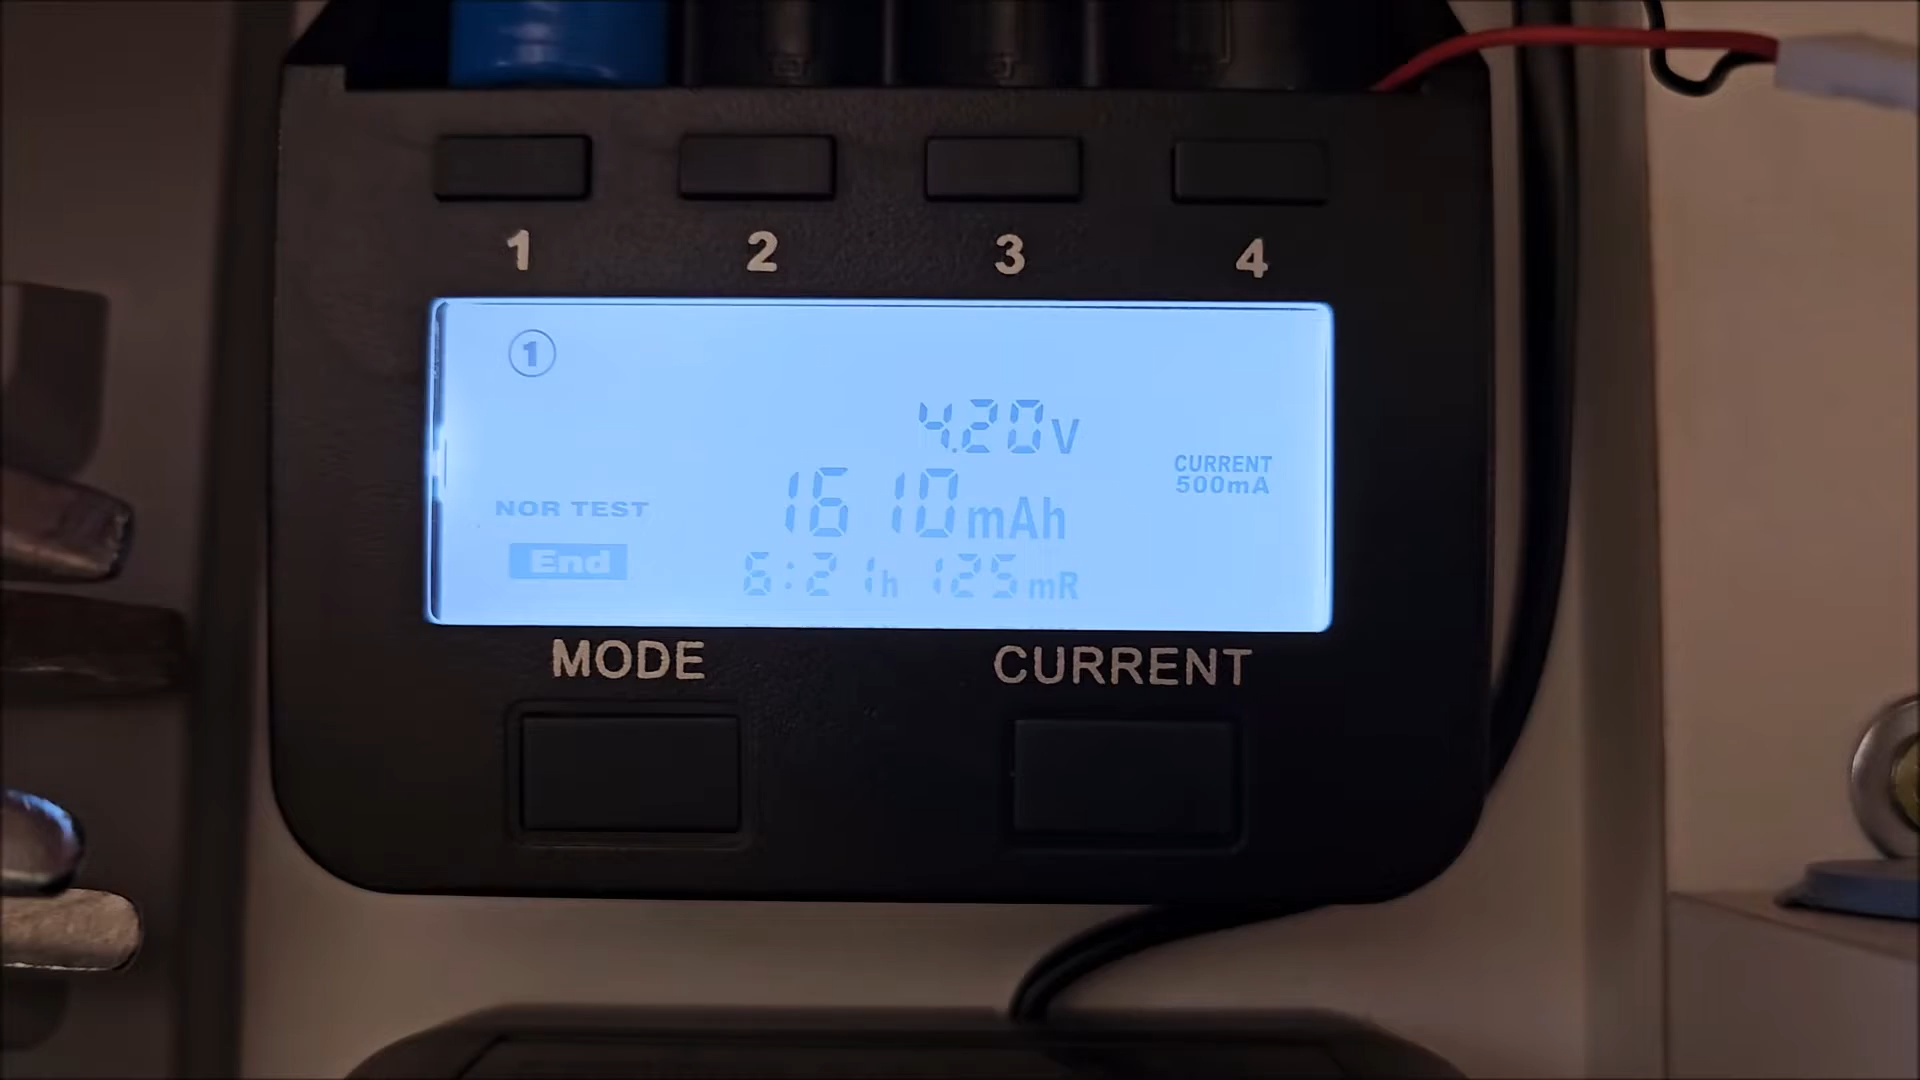 1 2 3 4
1
4.20V
CURRENT
500mA
1610mAh
NOR TEST
End
6:21h 125mR
MODE CURRENT